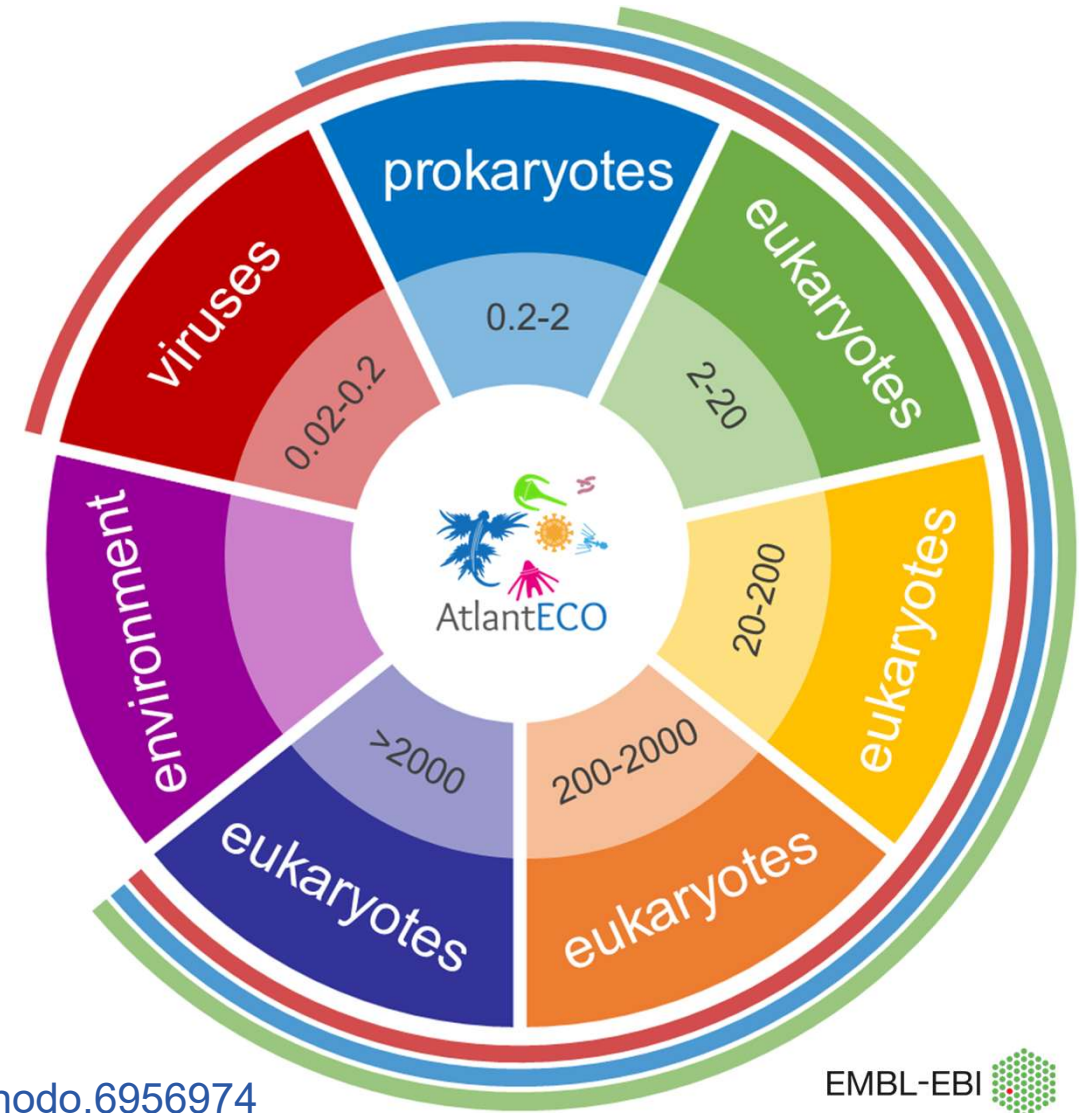 prokaryotes
0.2-2
eukaryotes
2-20
eukaryotes
20-200
eukaryotes
200-2000
eukaryotes
>2000
environment
viruses
0.02-0.2
AtlantECO
nodo.6956974
EMBL-EBI